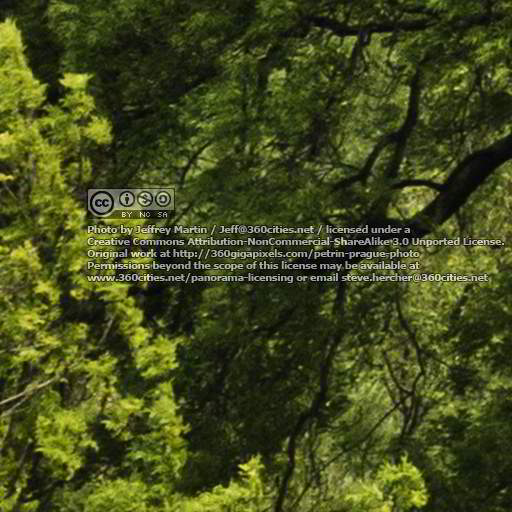 cc BY NC SA
Photo by Jeffrey Martin / Jeff@360cities.net / licensed under a
Creative Commons Attribution-NonCommercial-ShareAlike 3.0 Unported License.
Original work at http://360gigapixels.com/petrin-prague-photo
Permissions beyond the scope of this license may be available at
www.360cities.net/panorama-licensing or email steve.hercher@360cities.net